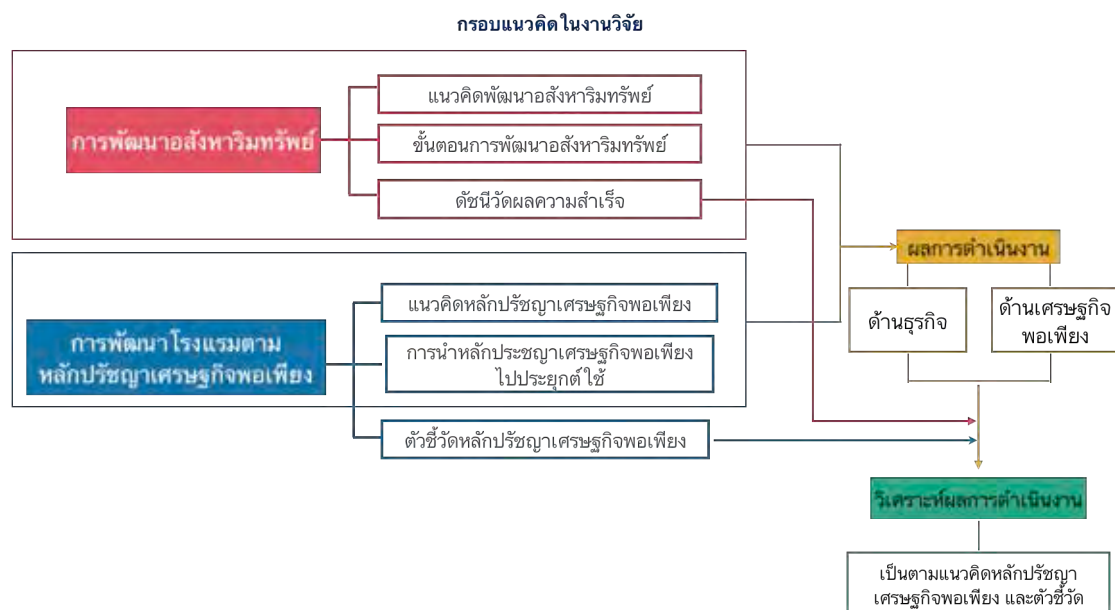 กรอบแนวคิดในงานวิจัย
การพัฒนาอสังหาริมทรัพย์
แนวคิดพัฒนาอสังหาริมทรัพย์
ขั้นตอนการพัฒนาอสังหาริมทรัพย์
ดัชนีวัดผลความสำเร็จ
การพัฒนาโรงแรมตาม
หลักปรัชญาเศรษฐกิจพอเพียง
แนวคิดหลักปรัชญาเศรษฐกิจพอเพียง
การนำหลักประชญาเศรษฐกิจพอเพียง
ไปประยุกต์ใช้
ตัวชี้วัดหลักปรัชญาเศรษฐกิจพอเพียง
ผลการดำเนินงาน
ด้านธุรกิจ
ด้านเศรษฐกิจ
พอเพียง
วิเคราะห์ผลการดำเนินงาน
เป็นตามแนวคิดหลักปรัชญา
เศรษฐกิจพอเพียง และตัวชี้วัด